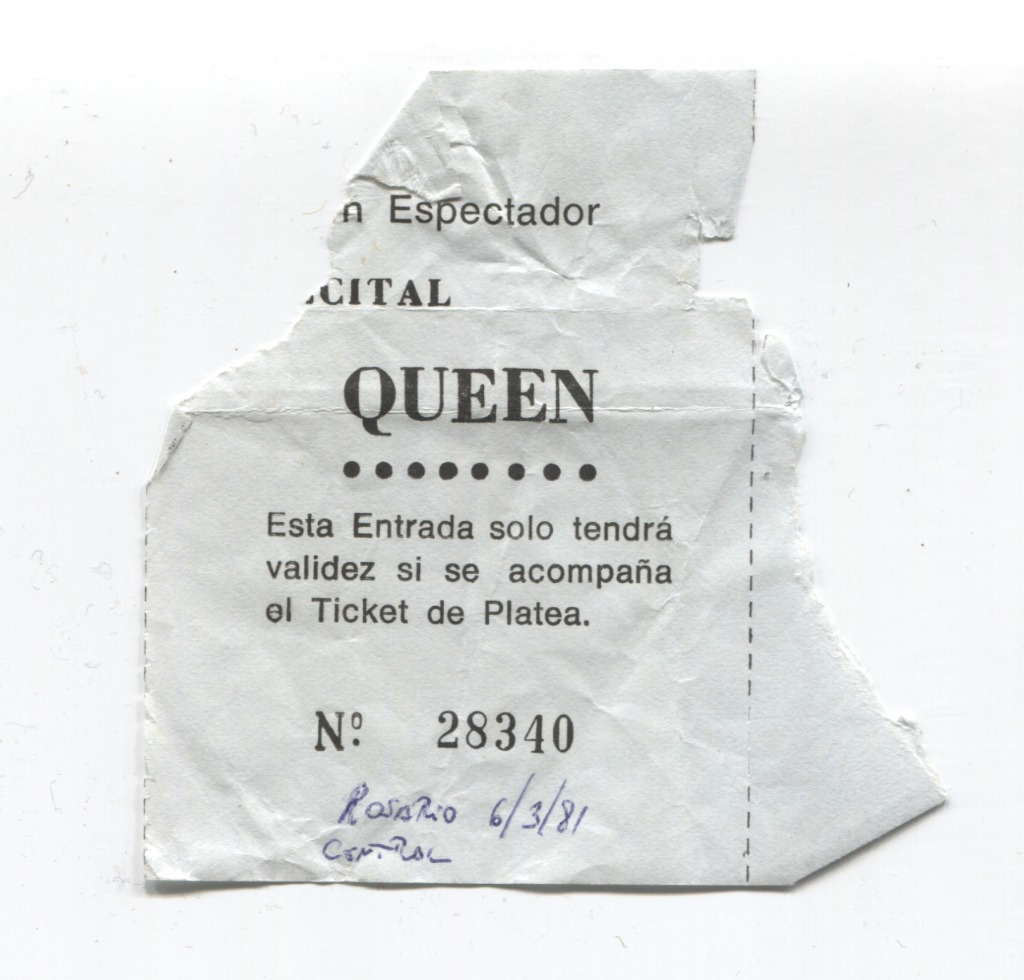 n Espectador
CITAL
QUEEN
Esta Entrada solo tendrá
validez si se acompaña
el Ticket de Platea.
Nº 28340
ROSARIO 6/3/81
CENTRAL